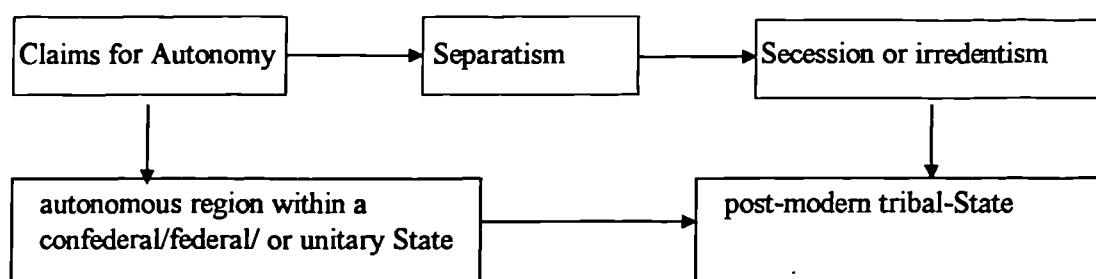 Claims for Autonomy
Separatism
Secession or irredentism
autonomous region within a
confederal/federal/ or unitary State
post-modern tribal-State